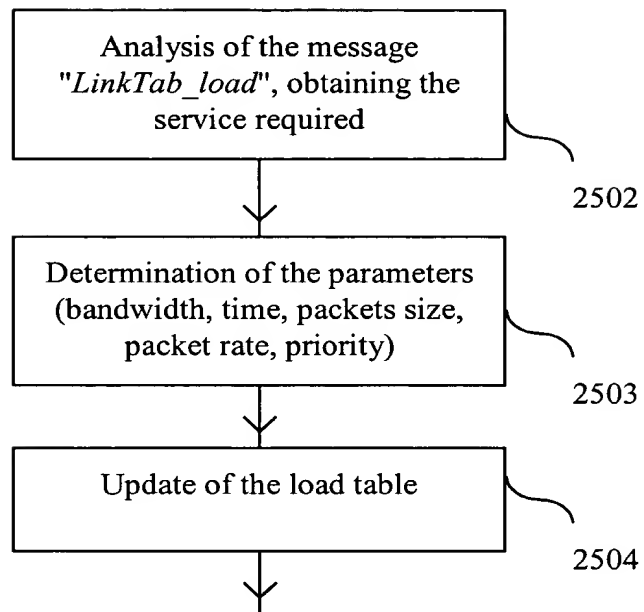 Analysis of the message
"LinkTab_load", obtaining the
service required
2502
Determination of the parameters
(bandwidth, time, packets size,
packet rate, priority)
2503
Update of the load table
2504